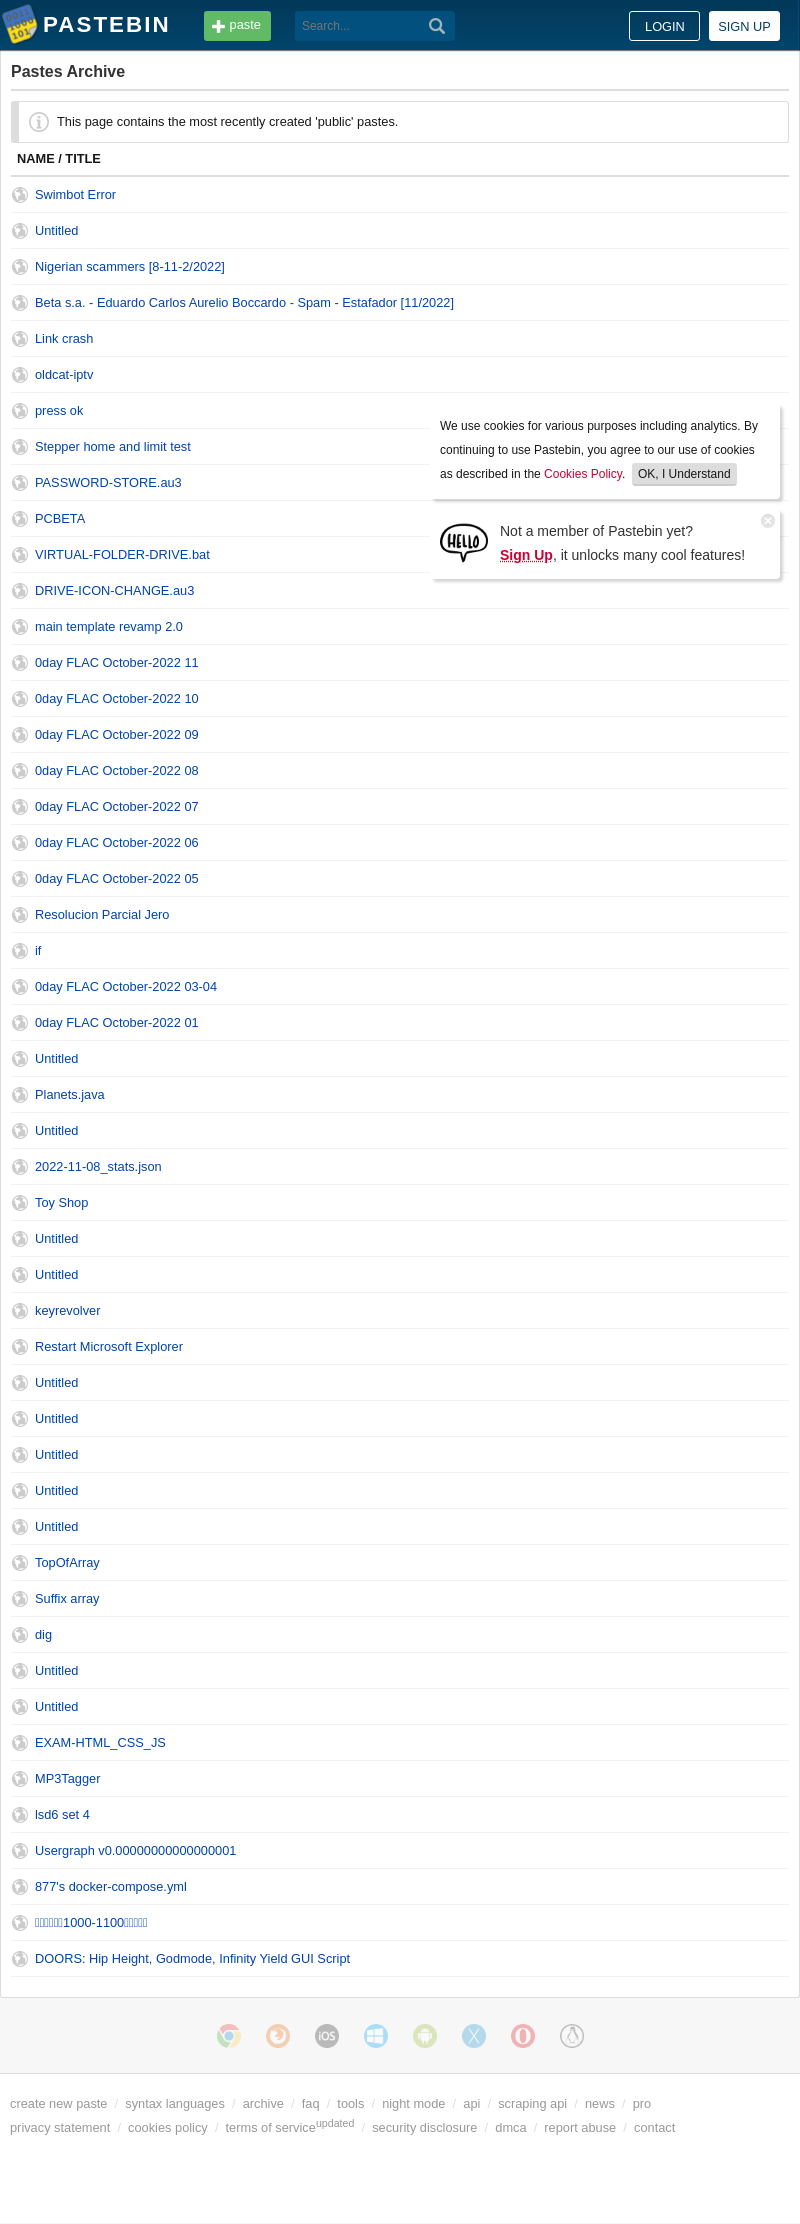 PASTEBIN
paste
Search...
LOGIN
SIGN UP
Pastes Archive
This page contains the most recently created 'public' pastes.
NAME / TITLE
Swimbot Error
Untitled
Nigerian scammers [8-11-2/2022]
Beta s.a. - Eduardo Carlos Aurelio Boccardo - Spam - Estafador [11/2022]
Link crash
oldcat-iptv
press ok
Stepper home and limit test
PASSWORD-STORE.au3
PCBETA
VIRTUAL-FOLDER-DRIVE.bat
DRIVE-ICON-CHANGE.au3
We use cookies for various purposes including analytics. By
continuing to use Pastebin, you agree to our use of cookies
as described in the Cookies Policy. OK, I Understand
HELLO
Not a member of Pastebin yet?
Sign Up, it unlocks many cool features!
main template revamp 2.0
0day FLAC October-2022 11
0day FLAC October-2022 10
0day FLAC October-2022 09
0day FLAC October-2022 08
0day FLAC October-2022 07
0day FLAC October-2022 06
0day FLAC October-2022 05
Resolucion Parcial Jero
if
0day FLAC October-2022 03-04
0day FLAC October-2022 01
Untitled
Planets.java
Untitled
2022-11-08_stats.json
Toy Shop
Untitled
Untitled
keyrevolver
Restart Microsoft Explorer
Untitled
Untitled
Untitled
Untitled
Untitled
TopOfArray
Suffix array
dig
Untitled
Untitled
EXAM-HTML_CSS_JS
MP3Tagger
lsd6 set 4
Usergraph v0.00000000000000001
877's docker-compose.yml
1000-1100
DOORS: Hip Height, Godmode, Infinity Yield GUI Script
iOS
create new paste / syntax languages / archive / faq / tools / night mode / api / scraping api / news / pro
privacy statement / cookies policy / terms of service updated / security disclosure / dmca / report abuse / contact